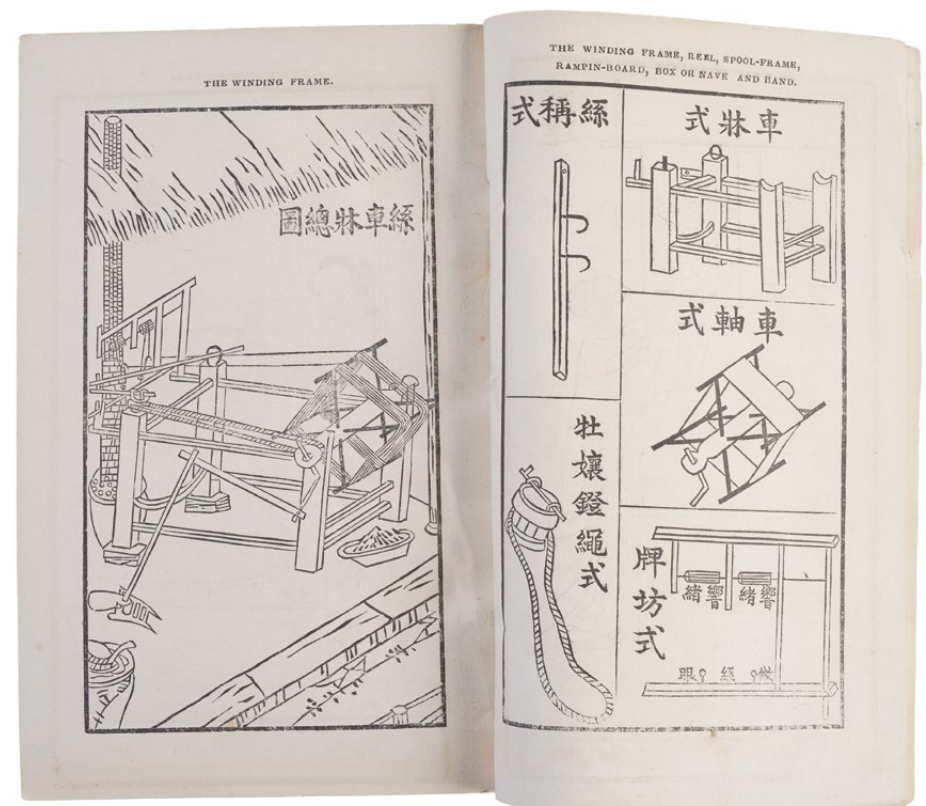 THE WINDING FRAME.
絲車牀總圖
THE WINDING FRAME, REEL, SPOOL-FRAME,
RAMPIN-BOARD, BOX OR NAVE AND BAND.
車牀式
絲稱式
車軸式
牡孃鐙繩式
牌坊式
響緒
響緒
眼